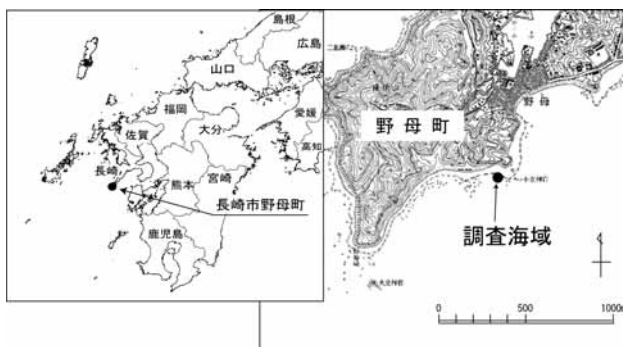 島根
広島
山口
福岡
愛媛
大分
佐賀
高知
長崎
熊本
宮崎
長崎市野母町
鹿児島
野母町
野母
調査海域
0 500 1000